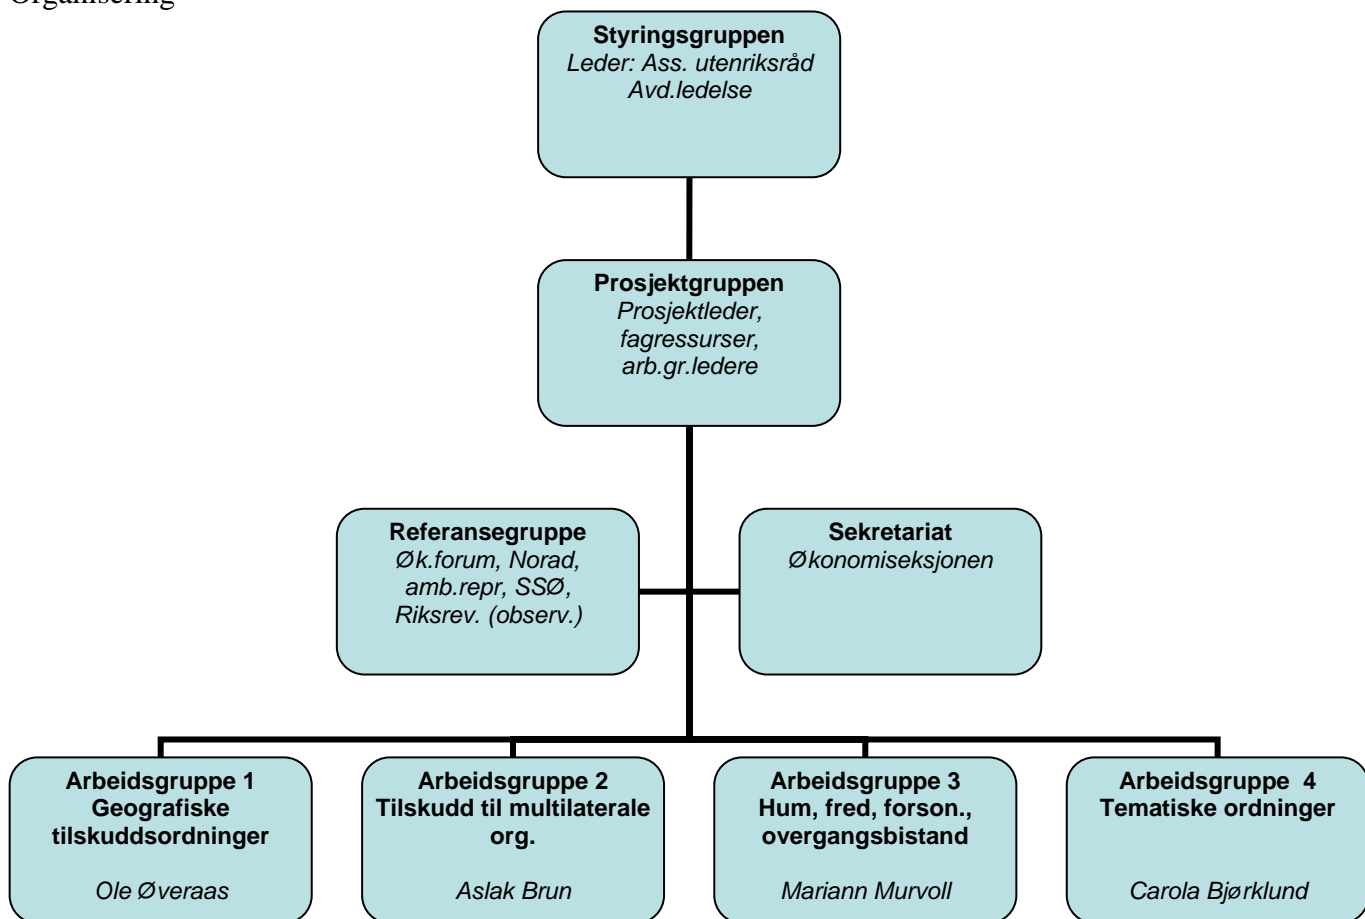 Organisering
Styringsgruppen
Leder: Ass. utenriksråd
Avd.ledelse
Prosjektgruppen
Prosjektleder,
fagressurser,
arb.gr.ledere
Referansegruppe
Øk.forum, Norad,
amb.repr, SSØ,
Riksrev. (observ.)
Sekretariat
Økonomiseksjonen
Arbeidsgruppe 1
Geografiske
tilskuddsordninger
Ole Øveraas
Arbeidsgruppe 2
Tilskudd til multilaterale
org.
Aslak Brun
Arbeidsgruppe 3
Hum, fred, forson.,
overgangsbistand
Mariann Murvoll
Arbeidsgruppe  4
Tematiske ordninger
Carola Bjørklund